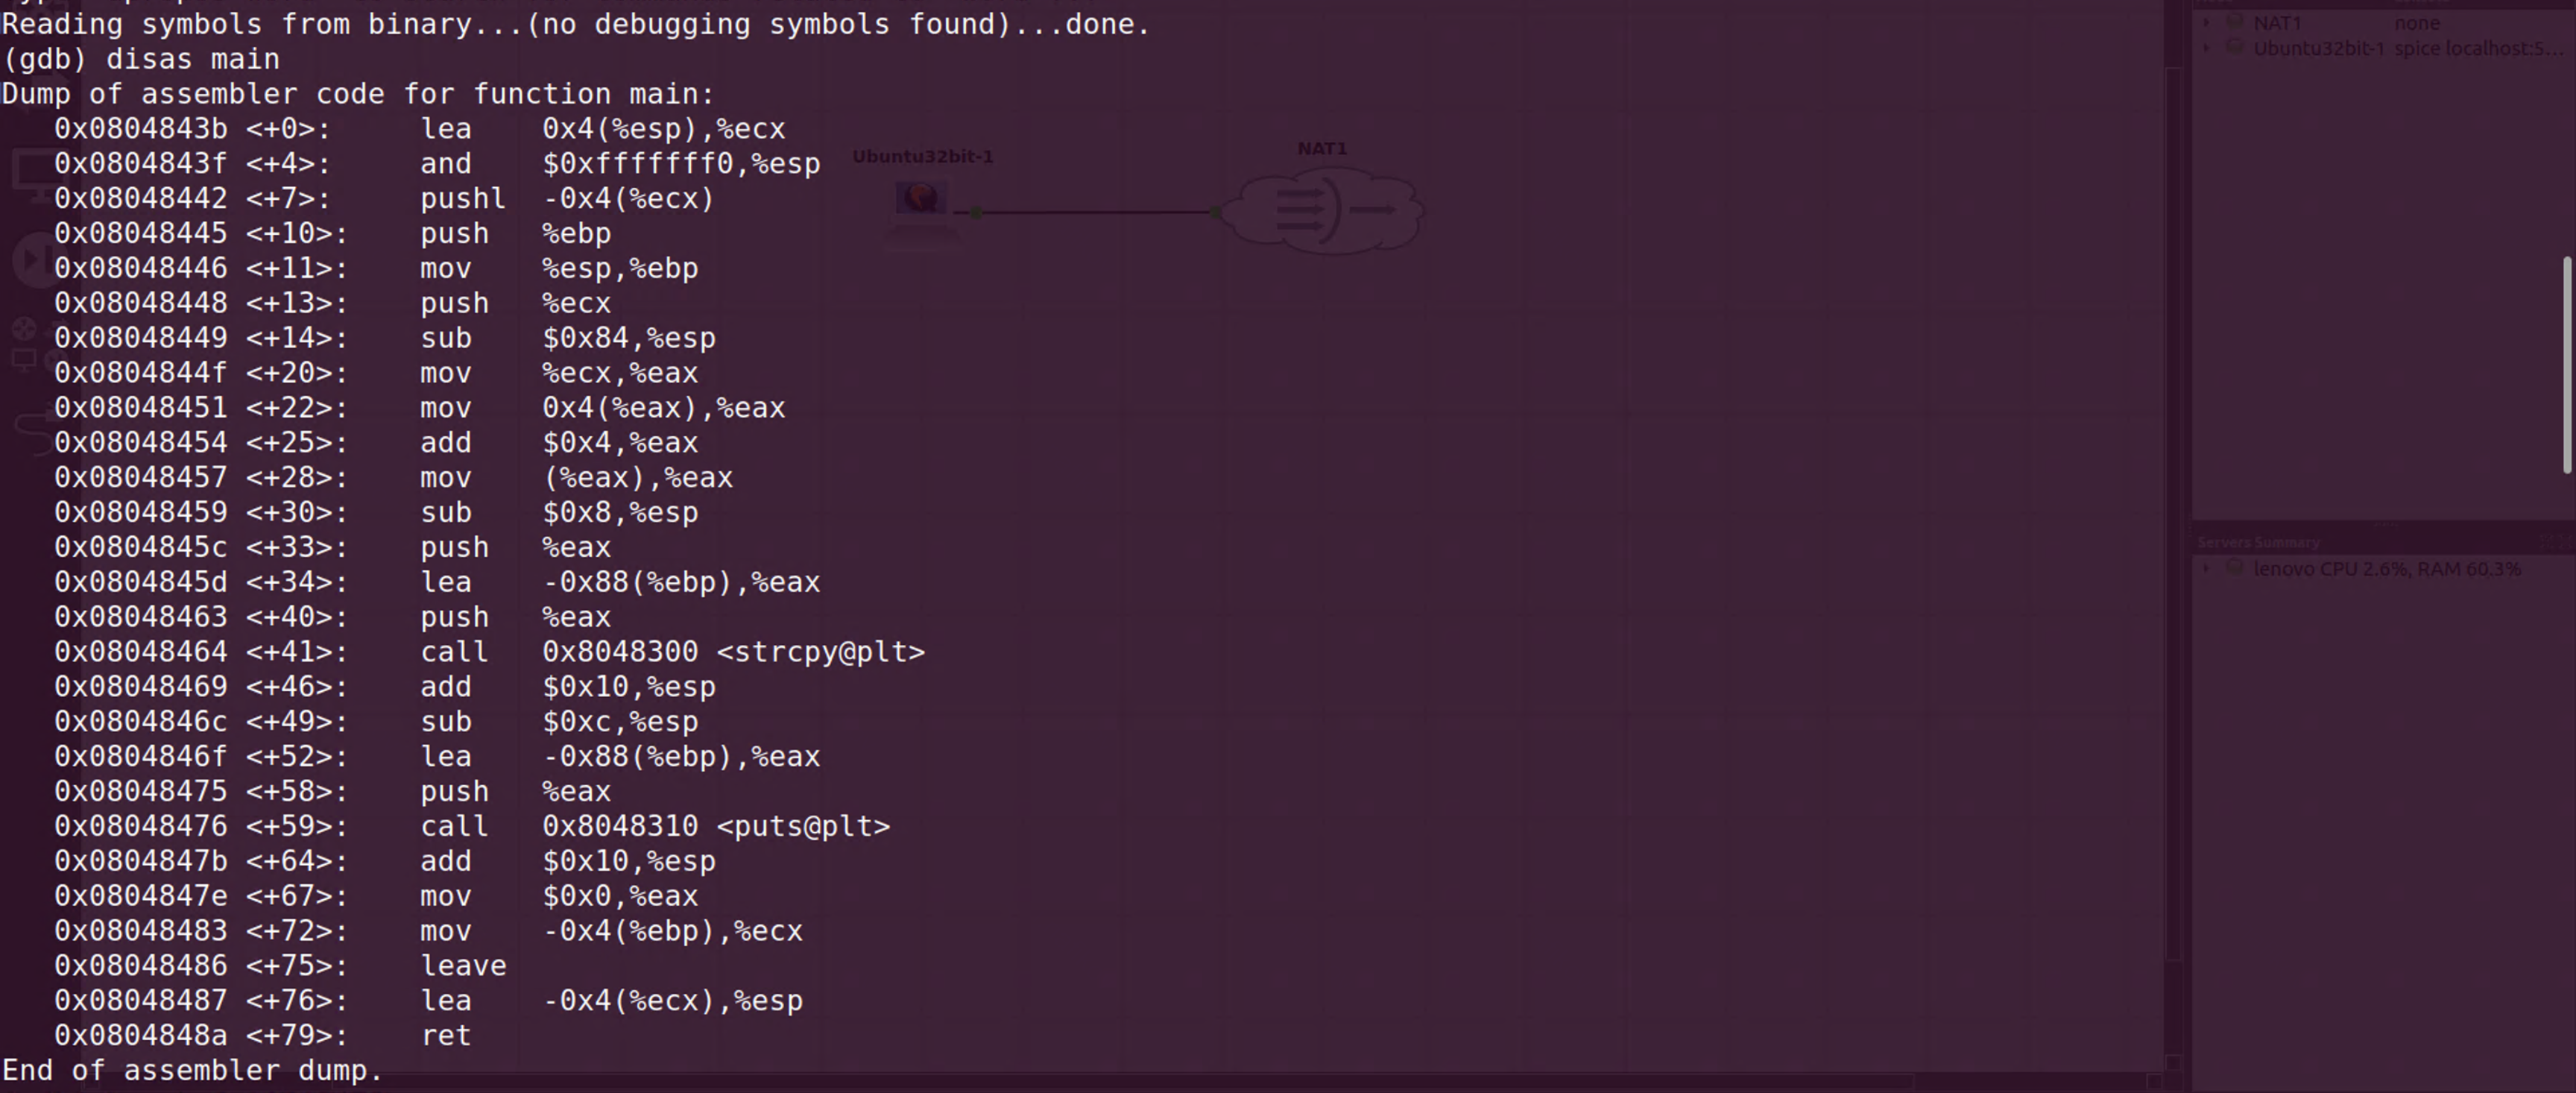 Reading symbols from binary...(no debugging symbols found)...done.
(gdb) disas main
Dump of assembler code for function main:
   0x0804843b <+0>:     lea    0x4(%esp),%ecx
   0x0804843f <+4>:     and    $0xfffffff0,%esp
   0x08048442 <+7>:     pushl  -0x4(%ecx)
   0x08048445 <+10>:    push   %ebp
   0x08048446 <+11>:    mov    %esp,%ebp
   0x08048448 <+13>:    push   %ecx
   0x08048449 <+14>:    sub    $0x84,%esp
   0x0804844f <+20>:    mov    %ecx,%eax
   0x08048451 <+22>:    mov    0x4(%eax),%eax
   0x08048454 <+25>:    add    $0x4,%eax
   0x08048457 <+28>:    mov    (%eax),%eax
   0x08048459 <+30>:    sub    $0x8,%esp
   0x0804845c <+33>:    push   %eax
   0x0804845d <+34>:    lea    -0x88(%ebp),%eax
   0x08048463 <+40>:    push   %eax
   0x08048464 <+41>:    call   0x8048300 <strcpy@plt>
   0x08048469 <+46>:    add    $0x10,%esp
   0x0804846c <+49>:    sub    $0xc,%esp
   0x0804846f <+52>:    lea    -0x88(%ebp),%eax
   0x08048475 <+58>:    push   %eax
   0x08048476 <+59>:    call   0x8048310 <puts@plt>
   0x0804847b <+64>:    add    $0x10,%esp
   0x0804847e <+67>:    mov    $0x0,%eax
   0x08048483 <+72>:    mov    -0x4(%ebp),%ecx
   0x08048486 <+75>:    leave
   0x08048487 <+76>:    lea    -0x4(%ecx),%esp
   0x0804848a <+79>:    ret
End of assembler dump.
Ubuntu32bit-1
NAT1
NAT1 none
Ubuntu32bit-1 spice localhost:5...
Servers Summary
lenovo CPU 2.6%, RAM 60.3%